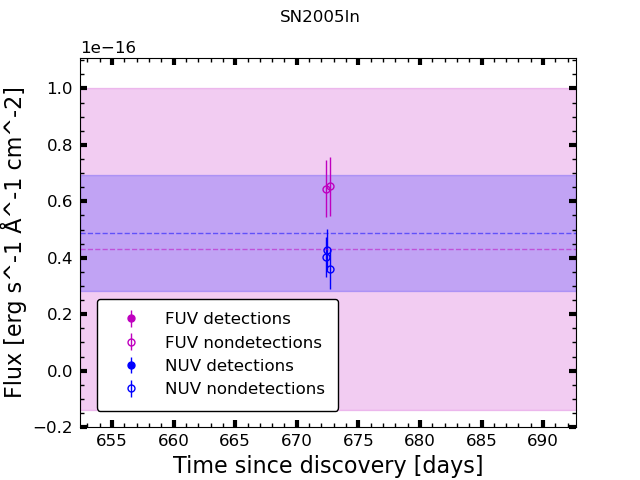 SN2005ln
1e−16
Flux [erg s^-1 Å^-1 cm^-2]
1.0
0.8
0.6
0.4
0.2
0.0
−0.2
FUV detections
FUV nondetections
NUV detections
NUV nondetections
655 660 665 670 675 680 685 690
Time since discovery [days]